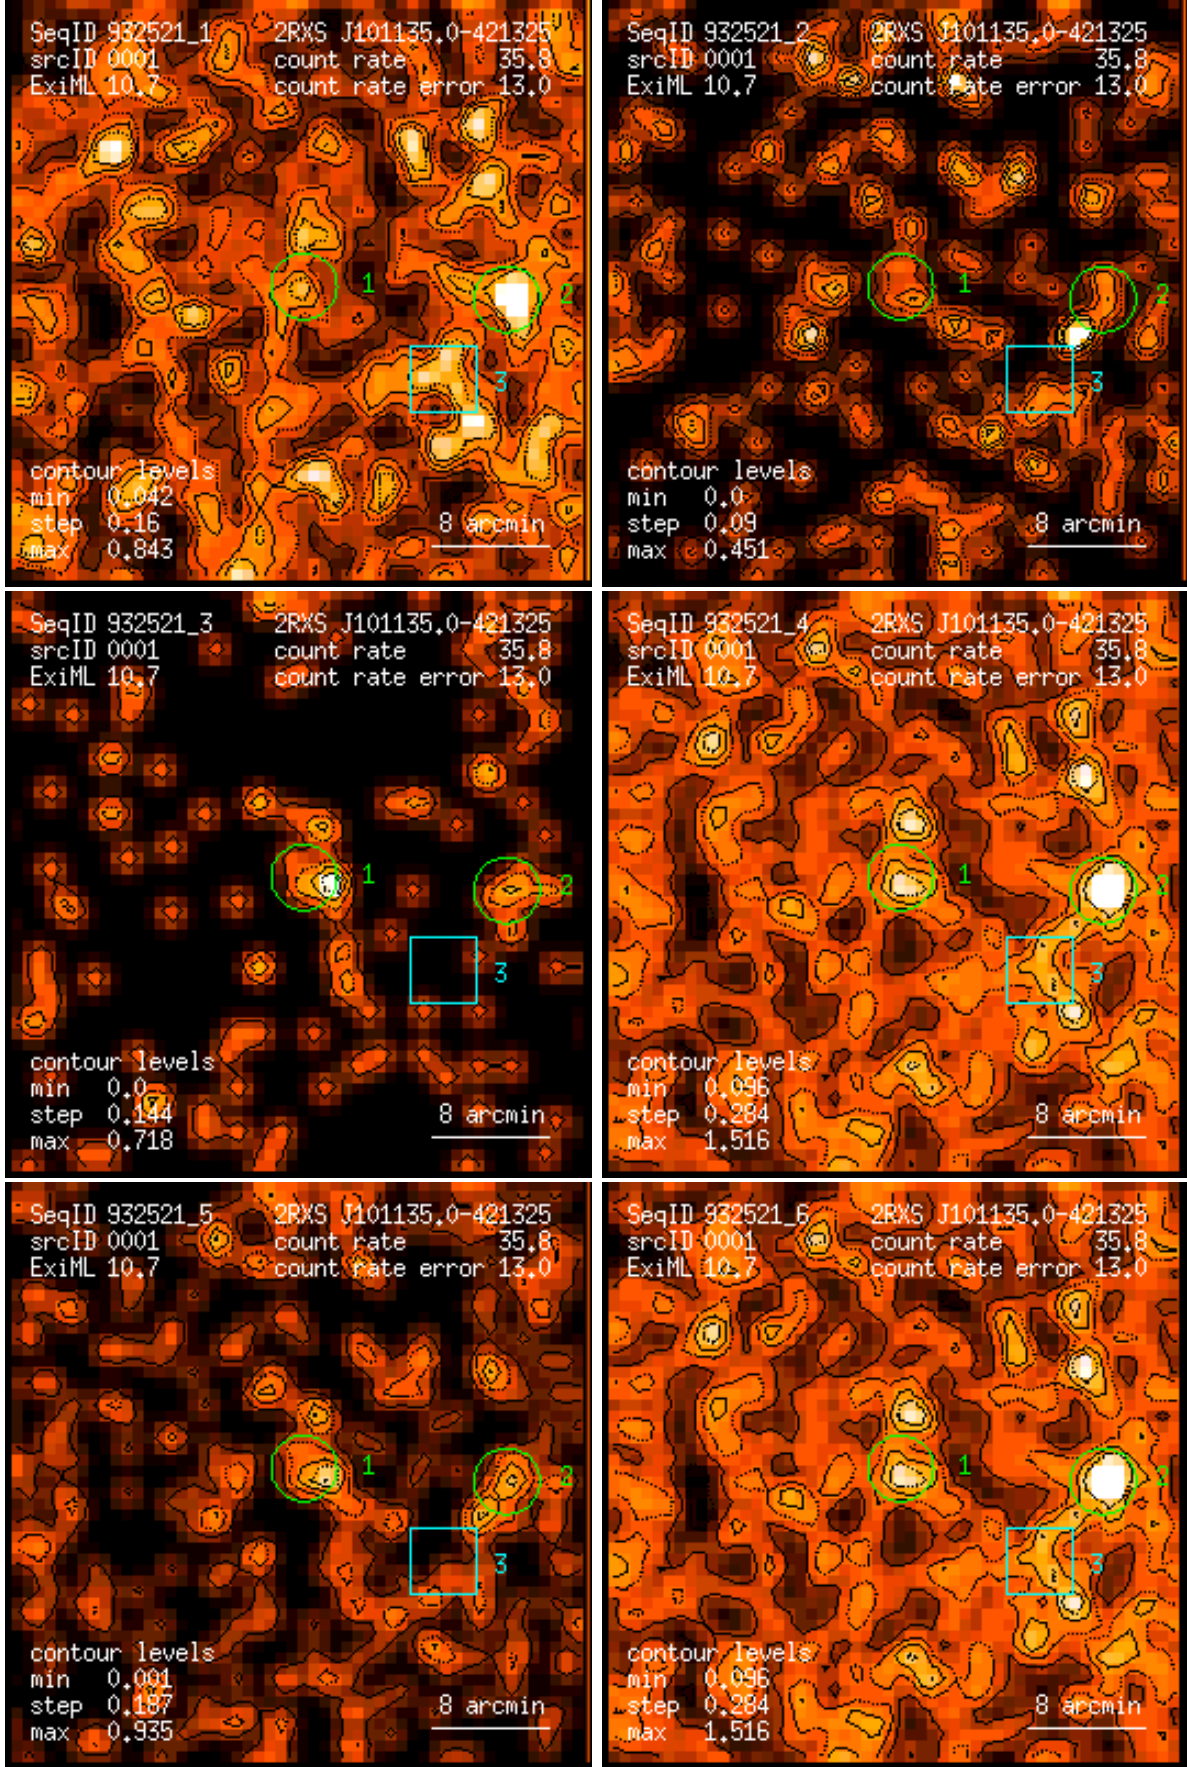 SeqID 932521_1 2RXS J101135.0-421325
srcID 0001 count rate 35.8
ExiML 10.7 count rate error 13.0
1
2
3
contour levels
min 0.042
step 0.16 8 arcmin
max 0.843
SeqID 932521_2 2RXS J101135.0-421325
srcID 0001 count rate 35.8
ExiML 10.7 count rate error 13.0
1
2
3
contour levels
min 0.0
step 0.09 8 arcmin
max 0.451
SeqID 932521_3 2RXS J101135.0-421325
srcID 0001 count rate 35.8
ExiML 10.7 count rate error 13.0
1
2
3
contour levels
min 0.0
step 0.144 8 arcmin
max 0.718
SeqID 932521_4 2RXS J101135.0-421325
srcID 0001 count rate 35.8
ExiML 10.7 count rate error 13.0
1
2
3
contour levels
min 0.096
step 0.284 8 arcmin
max 1.516
SeqID 932521_5 2RXS J101135.0-421325
srcID 0001 count rate 35.8
ExiML 10.7 count rate error 13.0
1
2
3
contour levels
min 0.001
step 0.187 8 arcmin
max 0.935
SeqID 932521_6 2RXS J101135.0-421325
srcID 0001 count rate 35.8
ExiML 10.7 count rate error 13.0
1
2
3
contour levels
min 0.096
step 0.284 8 arcmin
max 1.516